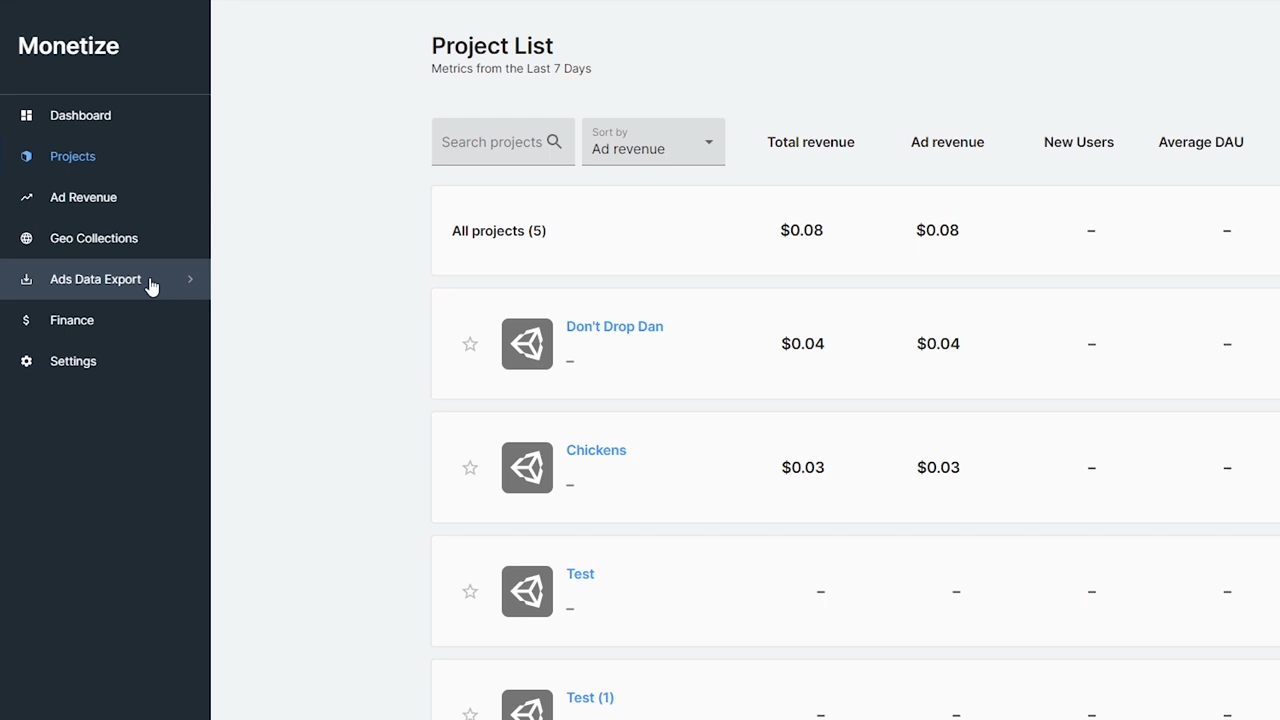 Monetize
Dashboard
Projects
Ad Revenue
Geo Collections
Ads Data Export
Finance
Settings
Project List
Metrics from the Last 7 Days
Search projects
Sort by
Ad revenue
Total revenue Ad revenue New Users Average DAU
All projects (5) $0.08 $0.08 – –
Don't Drop Dan
– $0.04 $0.04 – –
Chickens
– $0.03 $0.03 – –
Test
– – – – –
Test (1)
– – – –